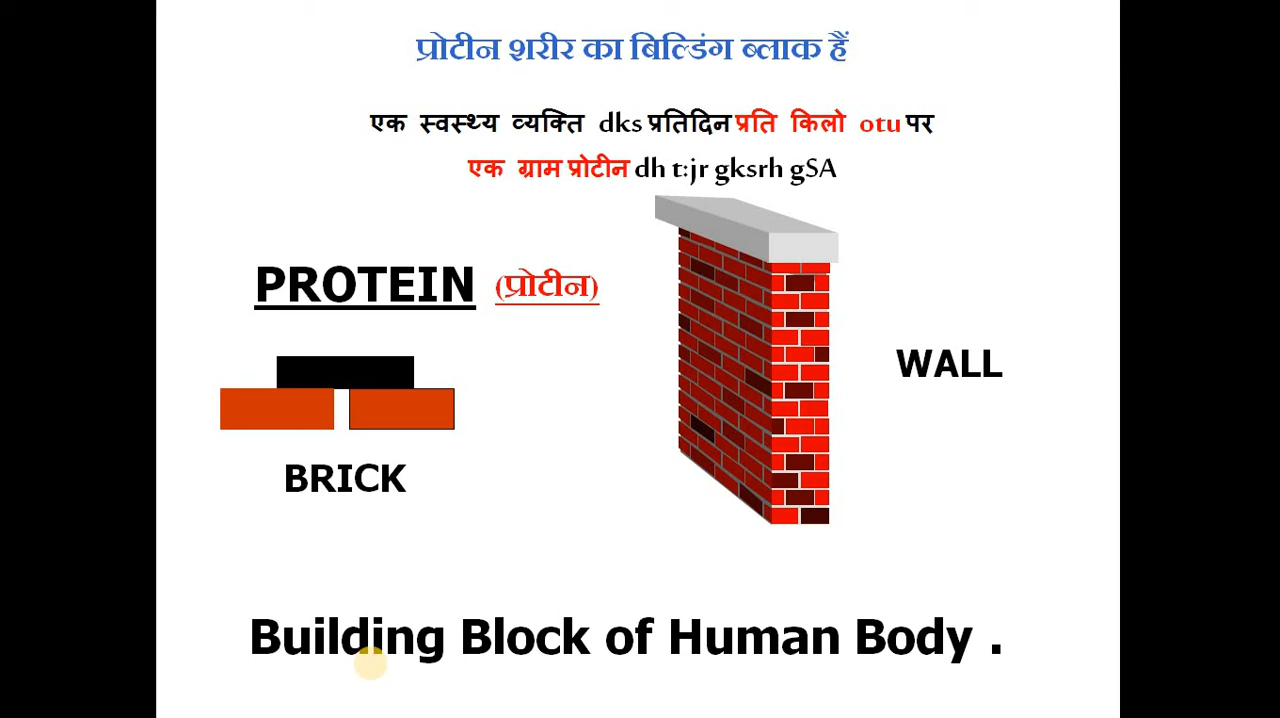 प्रोटीन शरीर का बिल्डिंग ब्लाक हैं
एक स्वस्थ्य व्यक्ति dks प्रतिदिन प्रति किलो otu पर
एक ग्राम प्रोटीन dh t:jr gksrh gSA
PROTEIN (प्रोटीन)
WALL
BRICK
Building Block of Human Body .